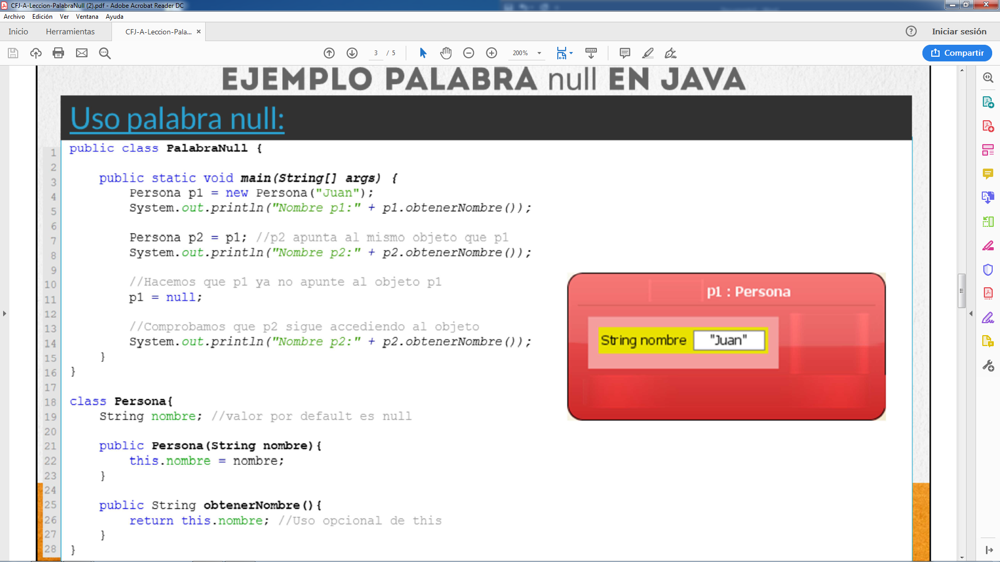 CFJ-A-Leccion-PalabraNull (2).pdf - Adobe Acrobat Reader DC
Archivo Edición Ver Ventana Ayuda
Inicio Herramientas CFJ-A-Leccion-Pala... × Iniciar sesión
3 / 5 200% Compartir
EJEMPLO PALABRA null EN JAVA
Uso palabra null:
1 public class PalabraNull {
2
3 public static void main(String[] args) {
4 Persona p1 = new Persona("Juan");
5 System.out.println("Nombre p1:" + p1.obtenerNombre());
6
7 Persona p2 = p1; //p2 apunta al mismo objeto que p1
8 System.out.println("Nombre p2:" + p2.obtenerNombre());
9
10 //Hacemos que p1 ya no apunte al objeto p1
11 p1 = null;
12
13 //Comprobamos que p2 sigue accediendo al objeto
14 System.out.println("Nombre p2:" + p2.obtenerNombre());
15 }
16 }
17
18 class Persona{
19 String nombre; //valor por default es null
20
21 public Persona(String nombre){
22 this.nombre = nombre;
23 }
24
25 public String obtenerNombre(){
26 return this.nombre; //Uso opcional de this
27 }
28 }
p1 : Persona
String nombre "Juan"